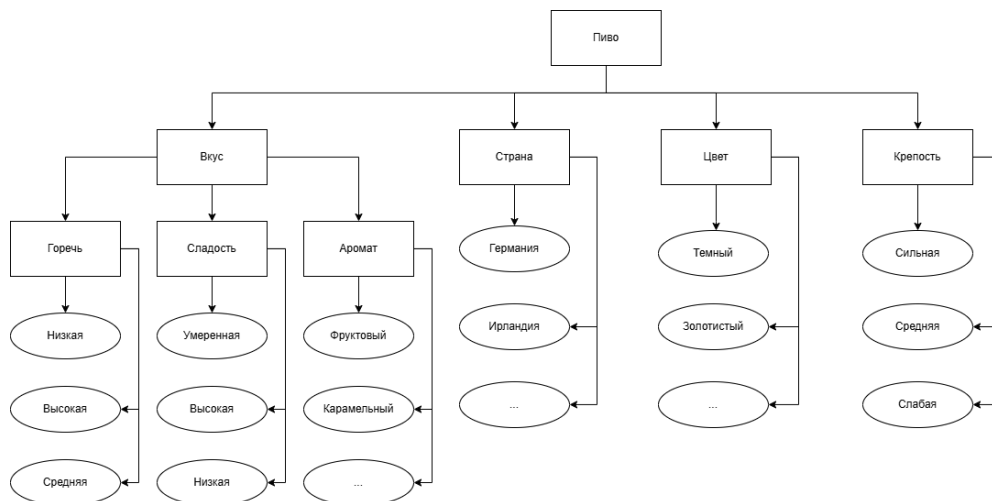 Пиво
Вкус
Страна
Цвет
Крепость
Горечь
Сладость
Аромат
Германия
Темный
Сильная
Низкая
Умеренная
Фруктовый
Ирландия
Золотистый
Средняя
Высокая
Высокая
Карамельный
...
...
Слабая
Средняя
Низкая
...